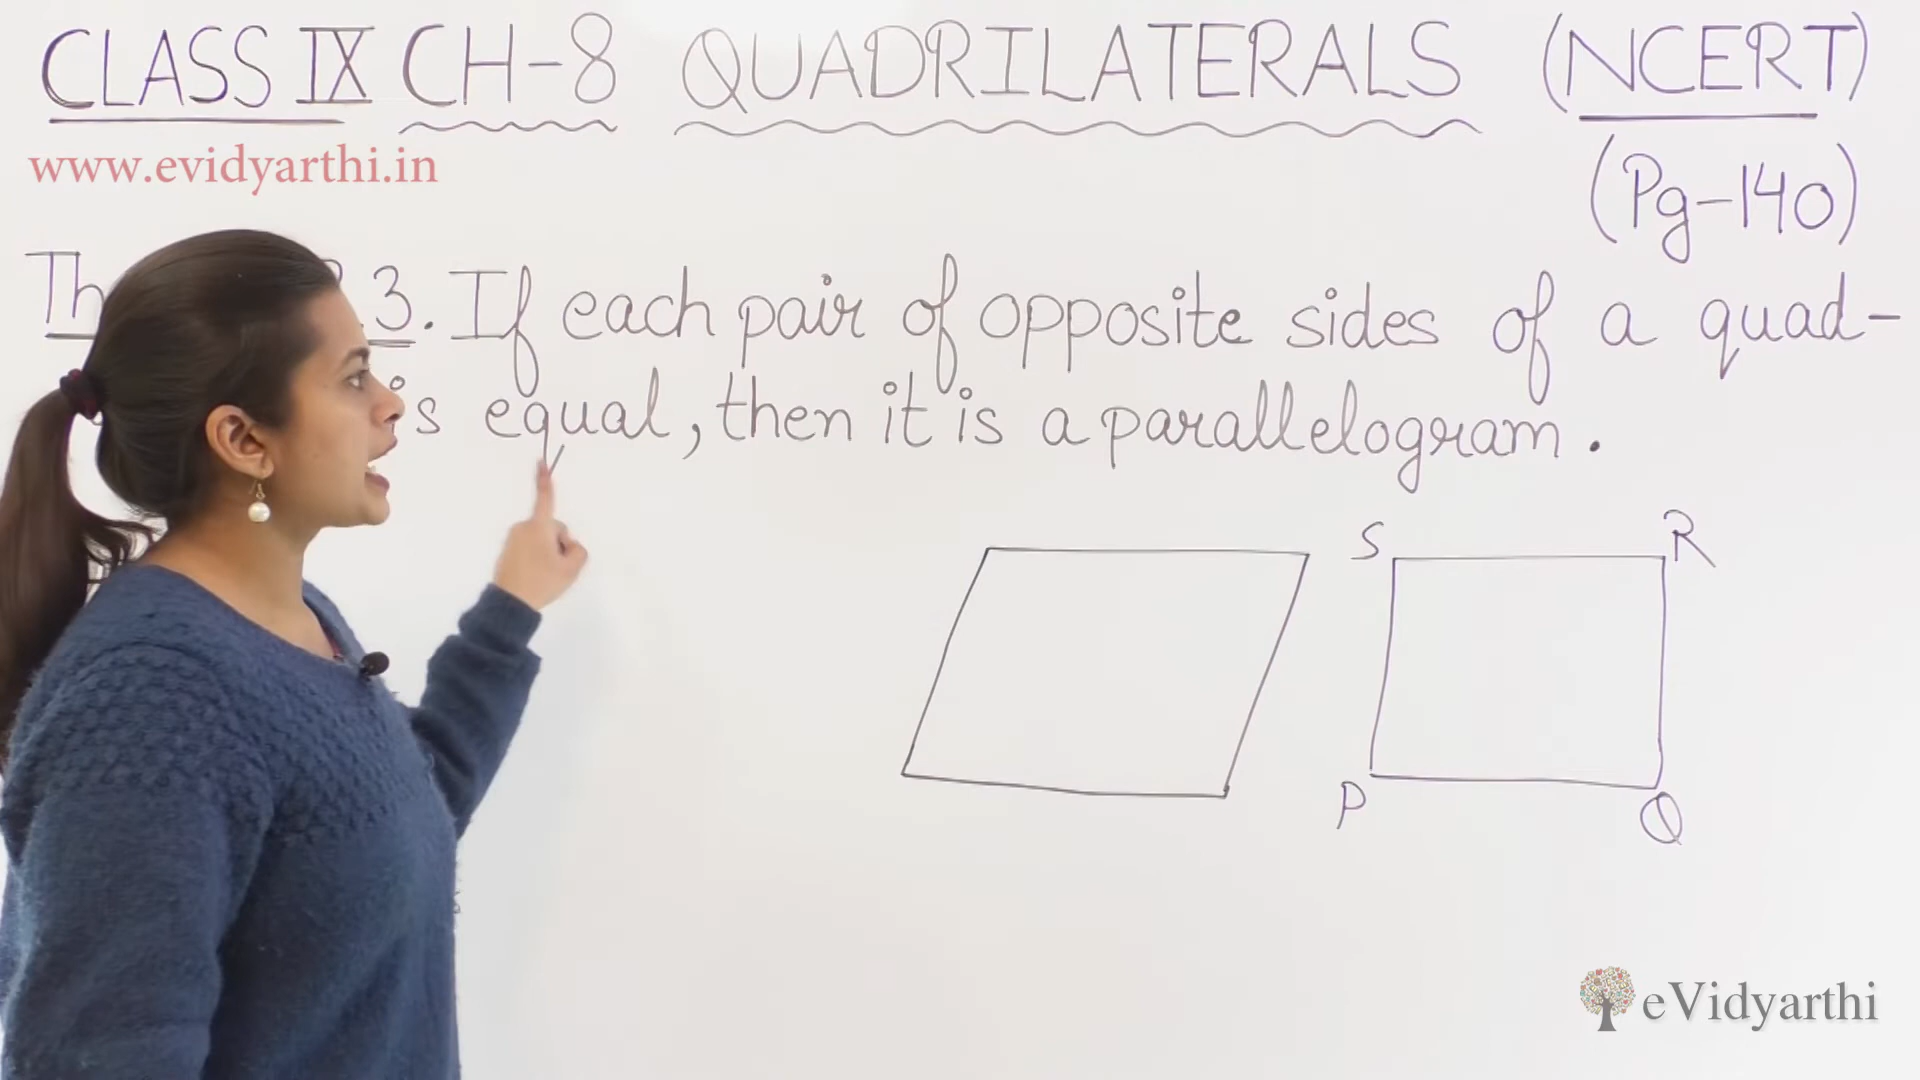 CLASS IX CH-8 QUADRILATERALS (NCERT)
www.evidyarthi.in
(Pg-140)
3. If each pair of opposite sides of a quad-
is equal, then it is a parallelogram.
S R
P Q
eVidyarthi